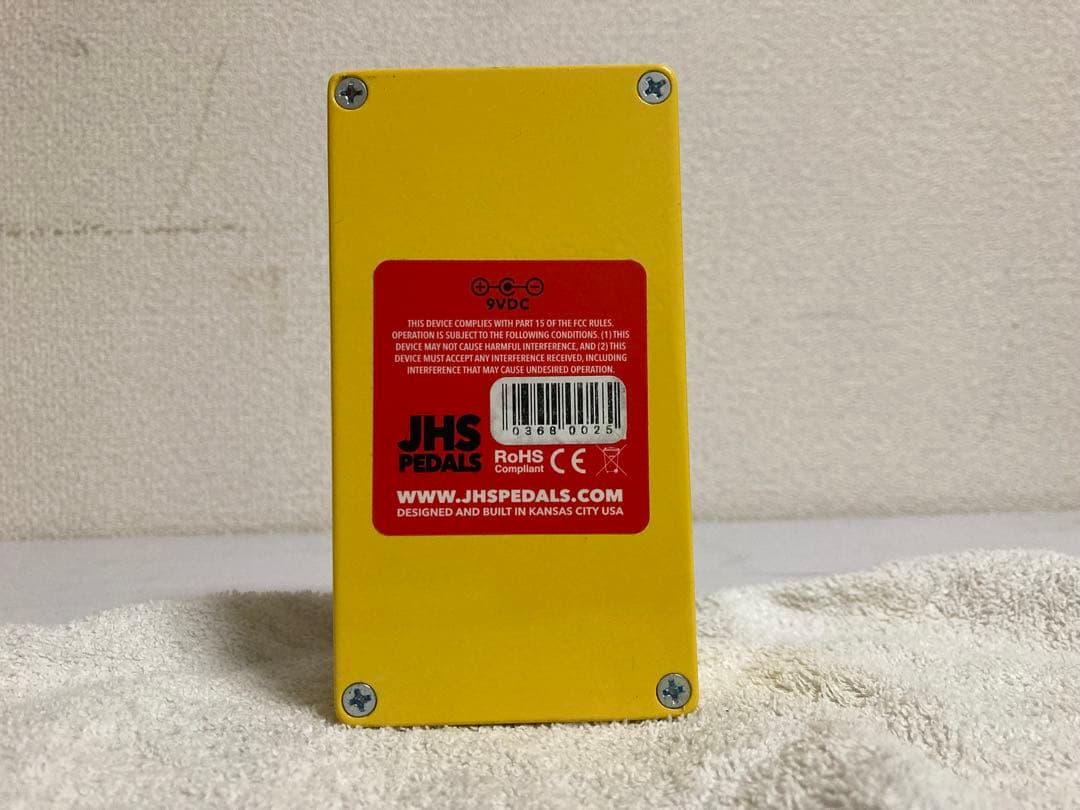 9VDC
THIS DEVICE COMPLIES WITH PART 15 OF THE FCC RULES.
OPERATION IS SUBJECT TO THE FOLLOWING CONDITIONS. (1) THIS
DEVICE MAY NOT CAUSE HARMFUL INTERFERENCE, AND (2) THIS
DEVICE MUST ACCEPT ANY INTERFERENCE RECEIVED, INCLUDING
INTERFERENCE THAT MAY CAUSE UNDESIRED OPERATION.
0368 0025
JHS
PEDALS
RoHS
Compliant
CE
WWW.JHSPEDALS.COM
DESIGNED AND BUILT IN KANSAS CITY USA